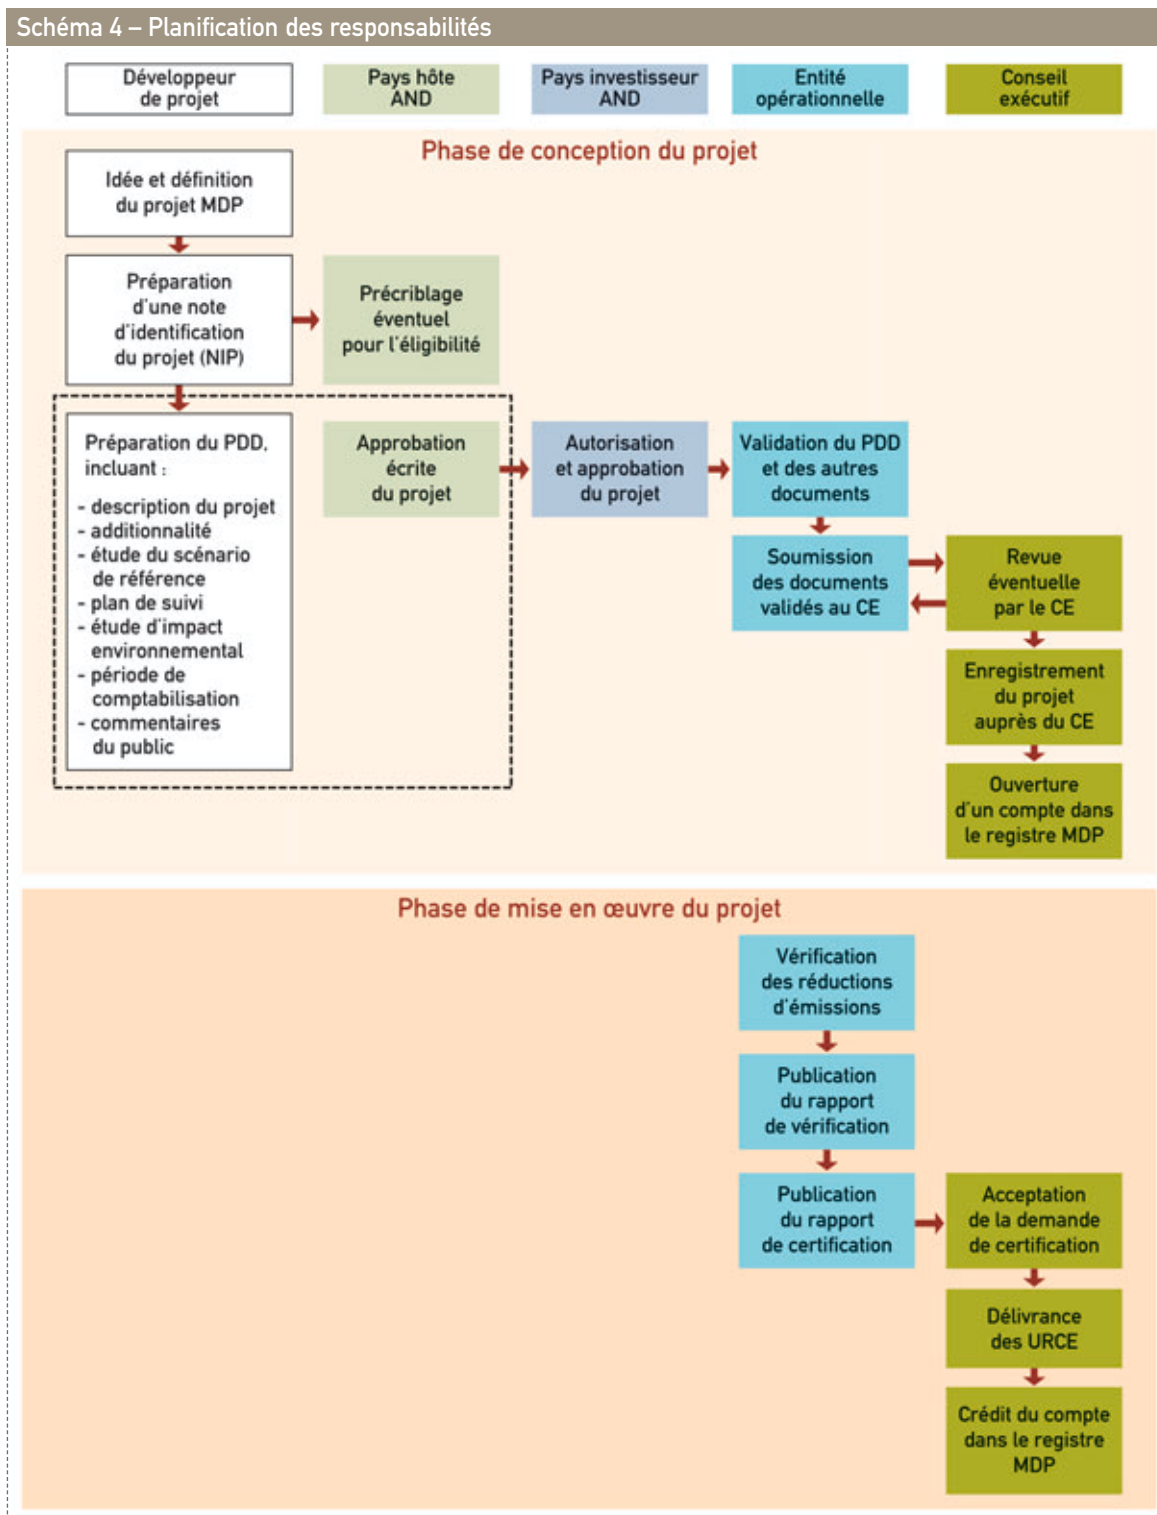 Schéma 4 – Planification des responsabilités
Développeur
de projet
Pays hôte
AND
Pays investisseur
AND
Entité
opérationnelle
Conseil
exécutif
Phase de conception du projet
Idée et définition
du projet MDP
Préparation
d'une note
d'identification
du projet (NIP)
Précriblage
éventuel
pour l'éligibilité
Préparation du PDD,
incluant :
- description du projet
- additionnalité
- étude du scénario
de référence
- plan de suivi
- étude d'impact
environnemental
- période de
comptabilisation
- commentaires
du public
Approbation
écrite
du projet
Autorisation
et approbation
du projet
Validation du PDD
et des autres
documents
Soumission
des documents
validés au CE
Revue
éventuelle
par le CE
Enregistrement
du projet
auprès du CE
Ouverture
d'un compte dans
le registre MDP
Phase de mise en œuvre du projet
Vérification
des réductions
d'émissions
Publication
du rapport
de vérification
Publication
du rapport
de certification
Acceptation
de la demande
de certification
Délivrance
des URCE
Crédit du compte
dans le registre
MDP